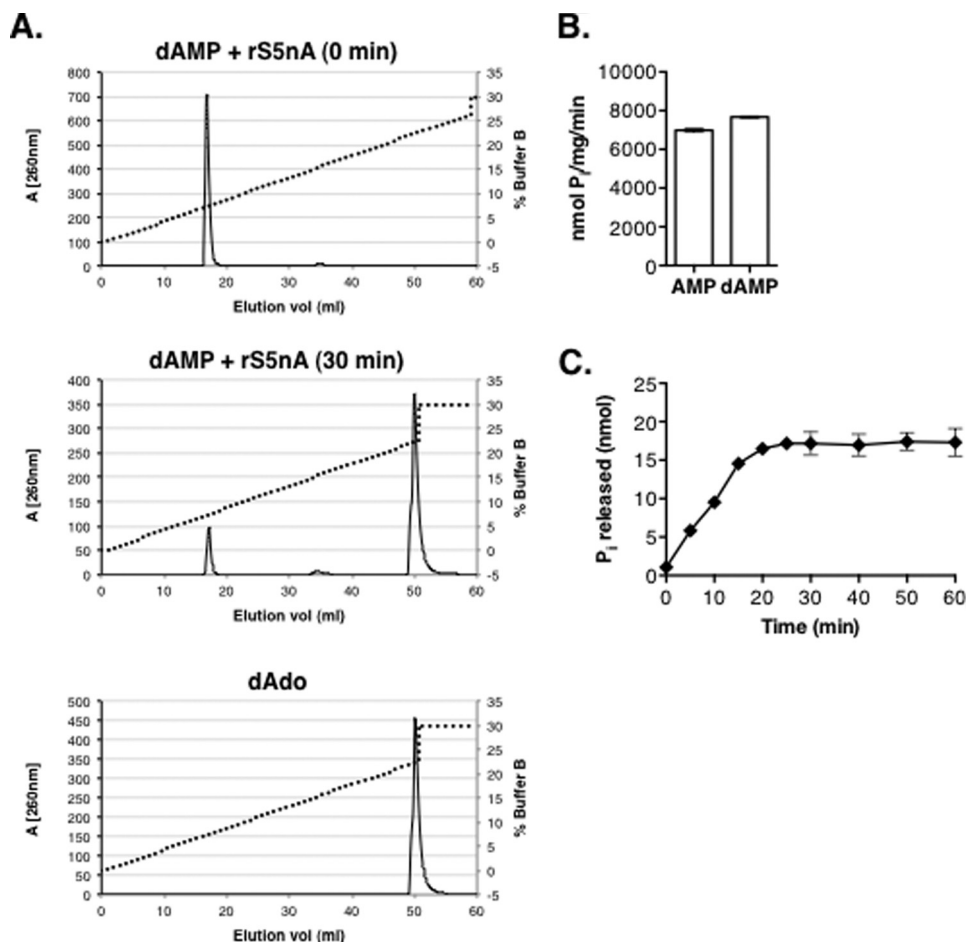 A.
dAMP + rS5nA (0 min)
800
700
600
500
400
300
200
100
0
A [260nm]
35
30
25
20
15
10
5
0
-5
% Buffer B
0 10 20 30 40 50 60
Elution vol (ml)
dAMP + rS5nA (30 min)
400
350
300
250
200
150
100
50
0
A [260nm]
35
30
25
20
15
10
5
0
-5
% Buffer B
0 10 20 30 40 50 60
Elution vol (ml)
dAdo
500
450
400
350
300
250
200
150
100
50
0
A [260nm]
35
30
25
20
15
10
5
0
-5
% Buffer B
0 10 20 30 40 50 60
Elution vol (ml)
B.
10000
8000
6000
4000
2000
0
nmol Pi/mg/min
AMP dAMP
C.
25
20
15
10
5
0
Pi released (nmol)
0 10 20 30 40 50 60
Time (min)